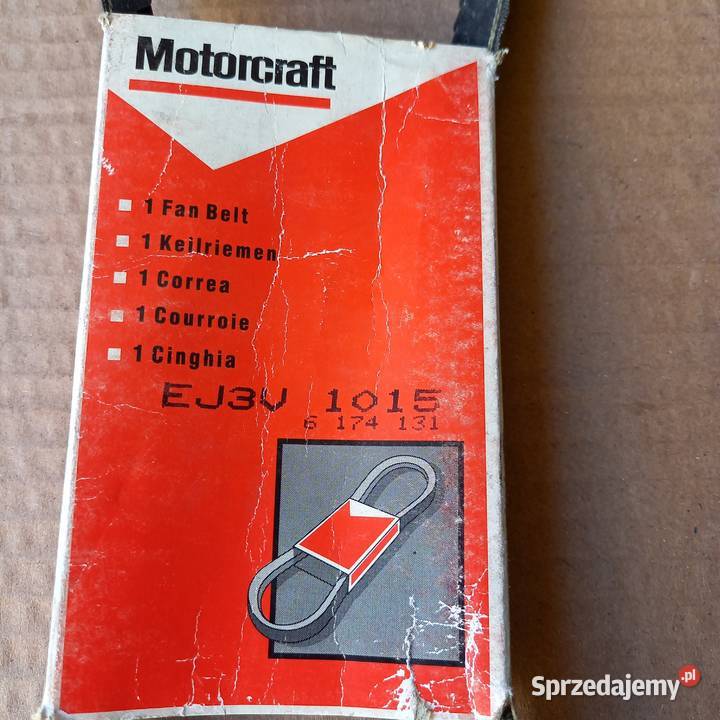 Motorcraft
1 Fan Belt
1 Keilriemen
1 Correa
1 Courroie
1 Cinghia
EJ3V 1015
6 174 131
Sprzedajemy.pl